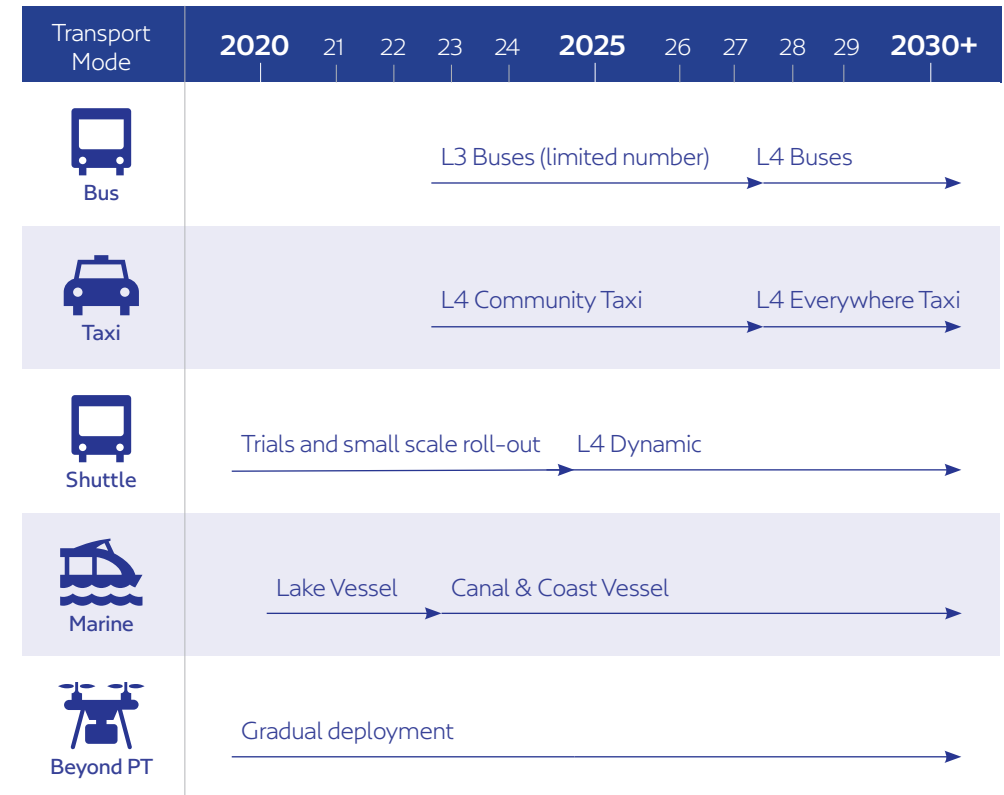 Transport
Mode
2020 21 22 23 24 2025 26 27 28 29 2030+
L3 Buses (limited number) L4 Buses
Bus
L4 Community Taxi L4 Everywhere Taxi
Taxi
Trials and small scale roll-out L4 Dynamic
Shuttle
Lake Vessel Canal & Coast Vessel
Marine
Gradual deployment
Beyond PT